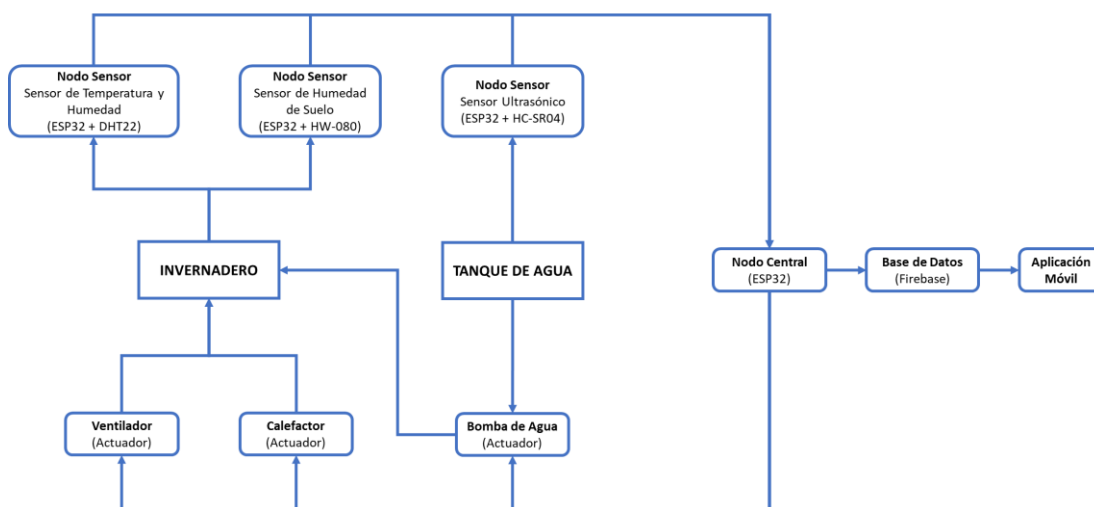 Nodo Sensor
Sensor de Temperatura y
Humedad
(ESP32 + DHT22)
Nodo Sensor
Sensor de Humedad
de Suelo
(ESP32 + HW-080)
Nodo Sensor
Sensor Ultrasónico
(ESP32 + HC-SR04)
INVERNADERO
TANQUE DE AGUA
Nodo Central
(ESP32)
Base de Datos
(Firebase)
Aplicación
Móvil
Ventilador
(Actuador)
Calefactor
(Actuador)
Bomba de Agua
(Actuador)